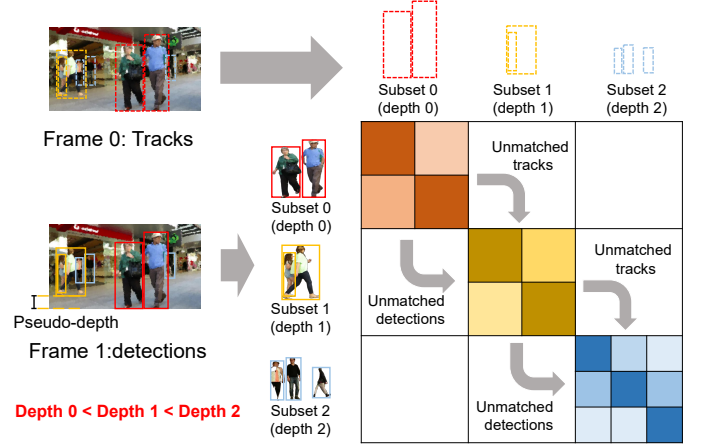 Subset 0
(depth 0)
Subset 1
(depth 1)
Subset 2
(depth 2)
Frame 0: Tracks
Subset 0
(depth 0)
Subset 1
(depth 1)
Subset 2
(depth 2)
Pseudo-depth
Frame 1:detections
Depth 0 < Depth 1 < Depth 2
Unmatched
tracks
Unmatched
detections
Unmatched
tracks
Unmatched
detections